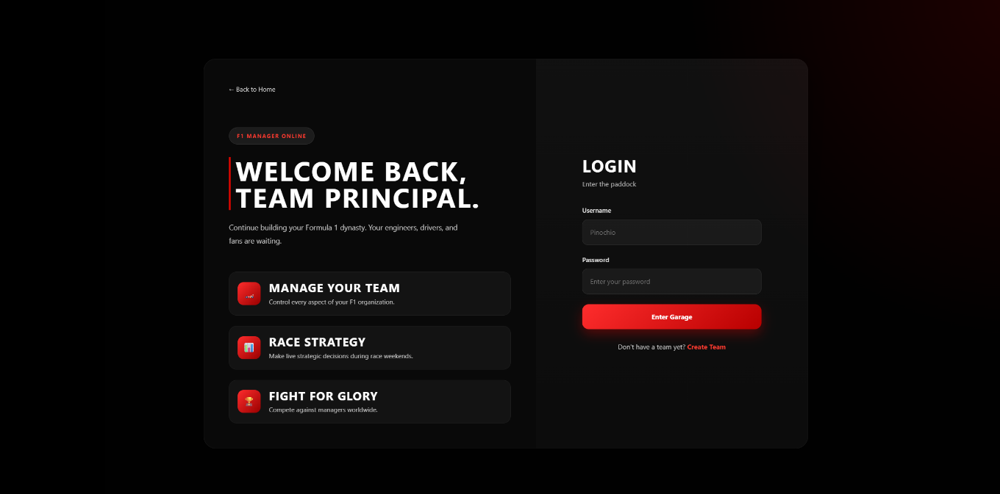 ← Back to Home
F1 MANAGER ONLINE
WELCOME BACK,
TEAM PRINCIPAL.
Continue building your Formula 1 dynasty. Your engineers, drivers, and
fans are waiting.
MANAGE YOUR TEAM
Control every aspect of your F1 organization.
RACE STRATEGY
Make live strategic decisions during race weekends.
FIGHT FOR GLORY
Compete against managers worldwide.
LOGIN
Enter the paddock
Username
Pinochio
Password
Enter your password
Enter Garage
Don't have a team yet? Create Team